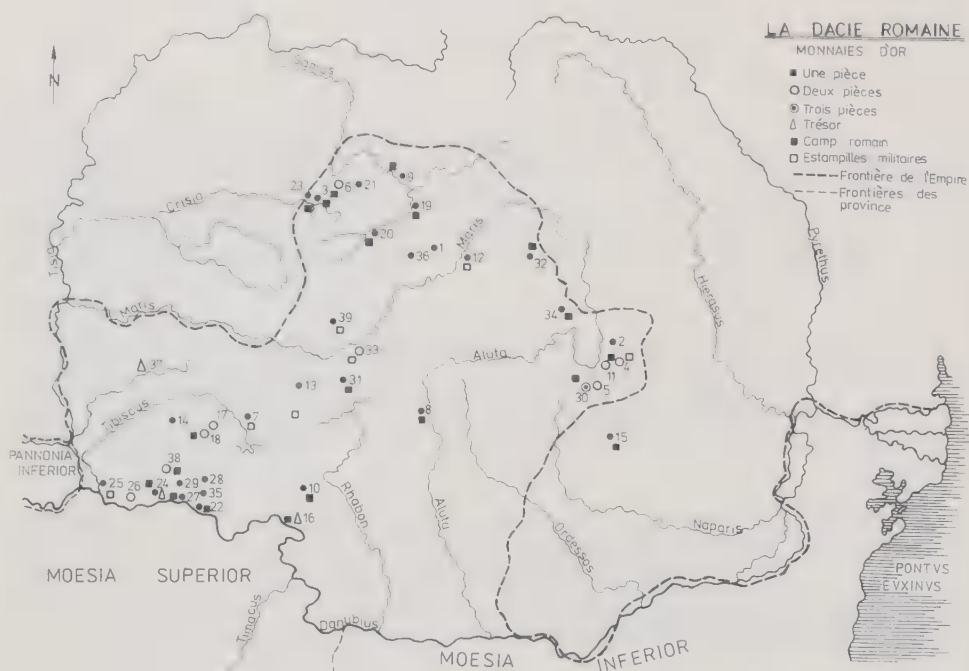 LA DACIE ROMAINE
MONNAIES D'OR
Une pièce
Deux pièces
Trois pièces
Trésor
Camp romain
Estampilles militaires
Frontière de l'Empire
Frontières des
province
N
Pyrethus
Hierasus
Tisia
Crisia
Maris
Maris
Aluta
Tibiscus
Rhabon
Alutu
Ordessos
Naparis
Timacus
Danubius
PANNONIA
INFERIOR
MOESIA SUPERIOR
MOESIA INFERIOR
PONTVS
EVXINVS
23
3
6
21
9
19
20
36
1
12
32
39
33
34
2
4
11
5
30
31
13
8
15
14
17
18
7
38
25
26
24
29
28
27
35
22
10
16